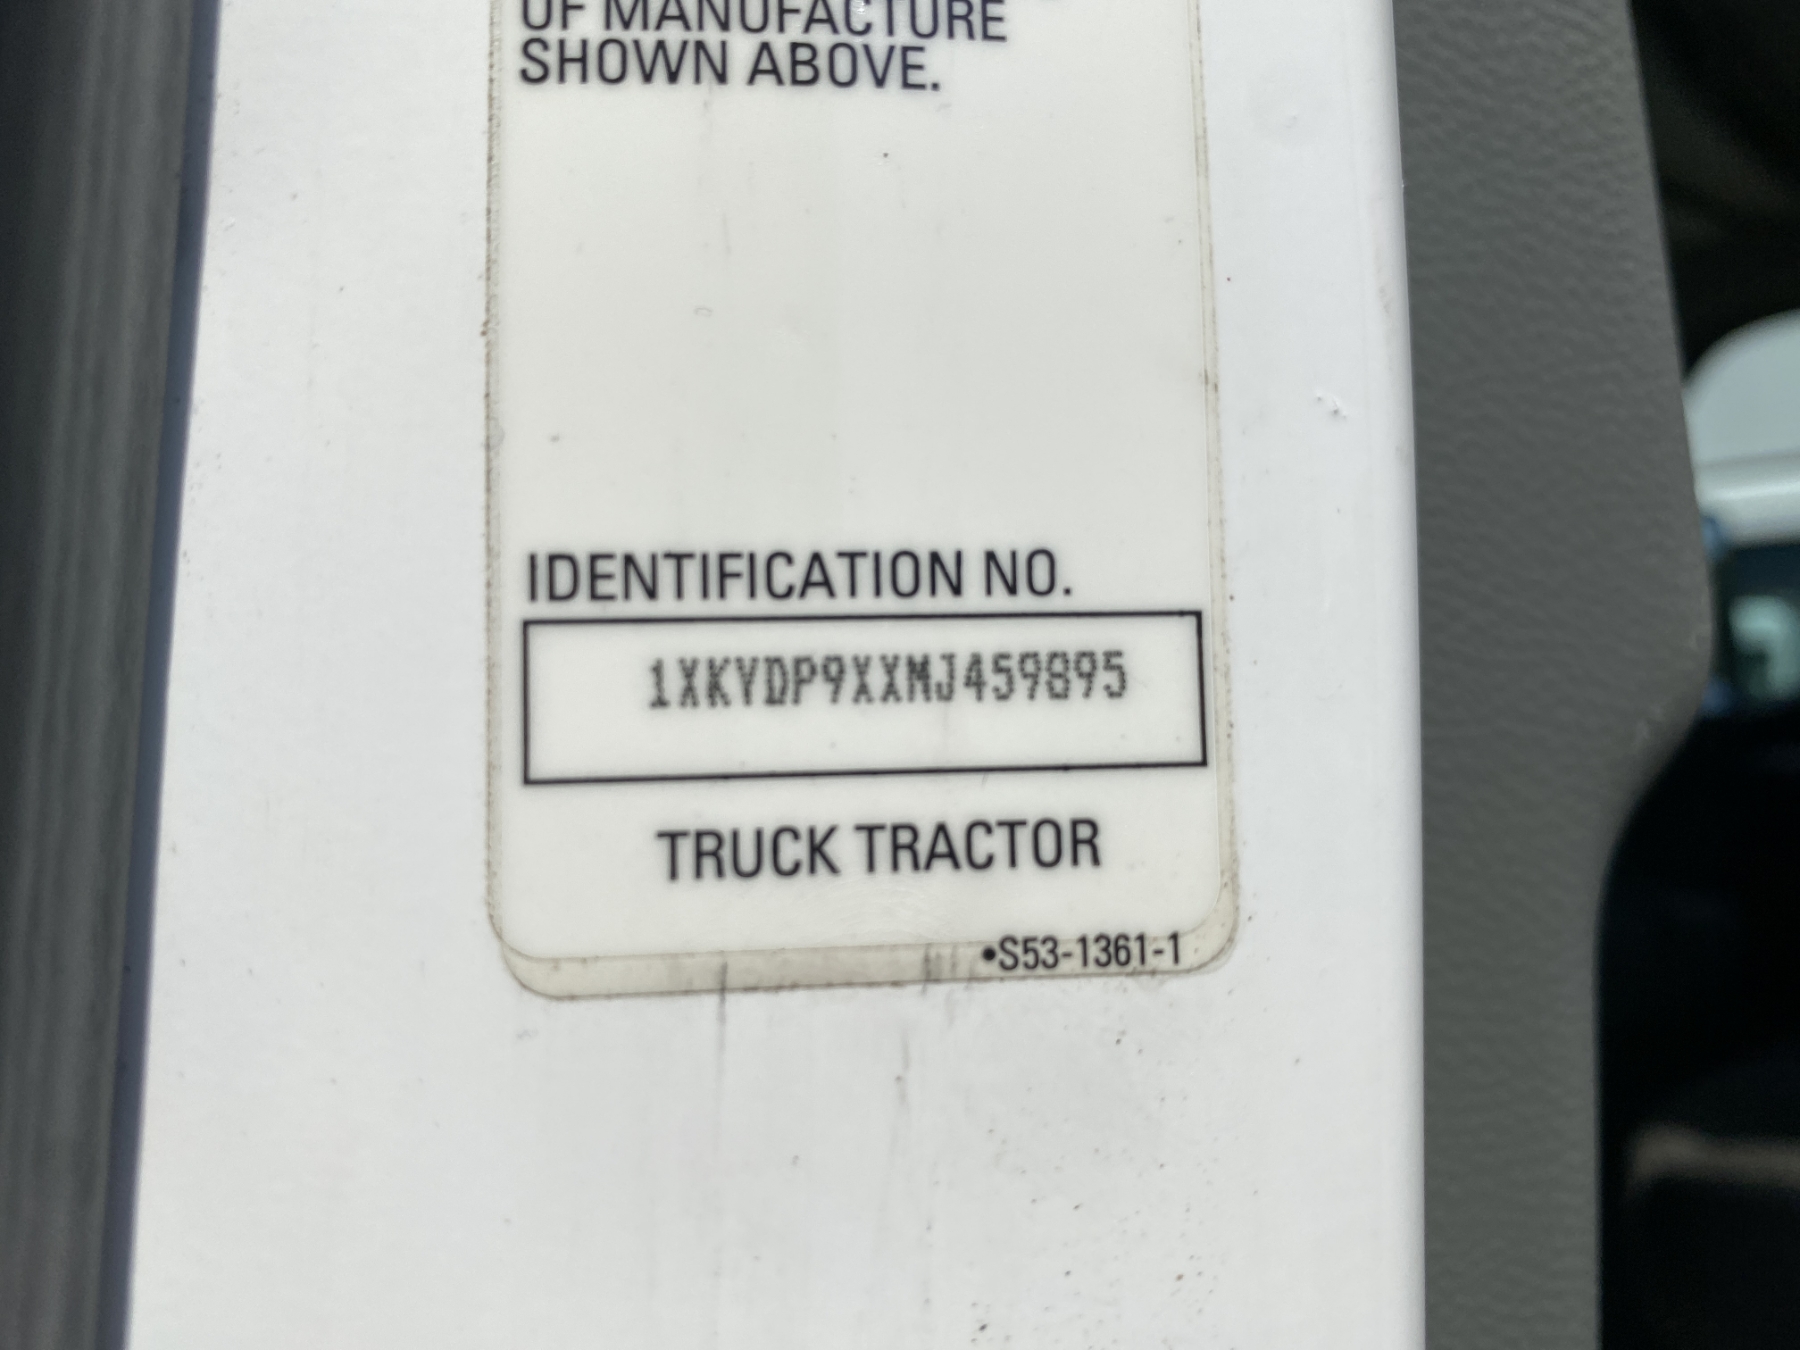 OF MANUFACTURE
SHOWN ABOVE.
IDENTIFICATION NO.
1XKYDP9XXMJ459895
TRUCK TRACTOR
•S53-1361-1